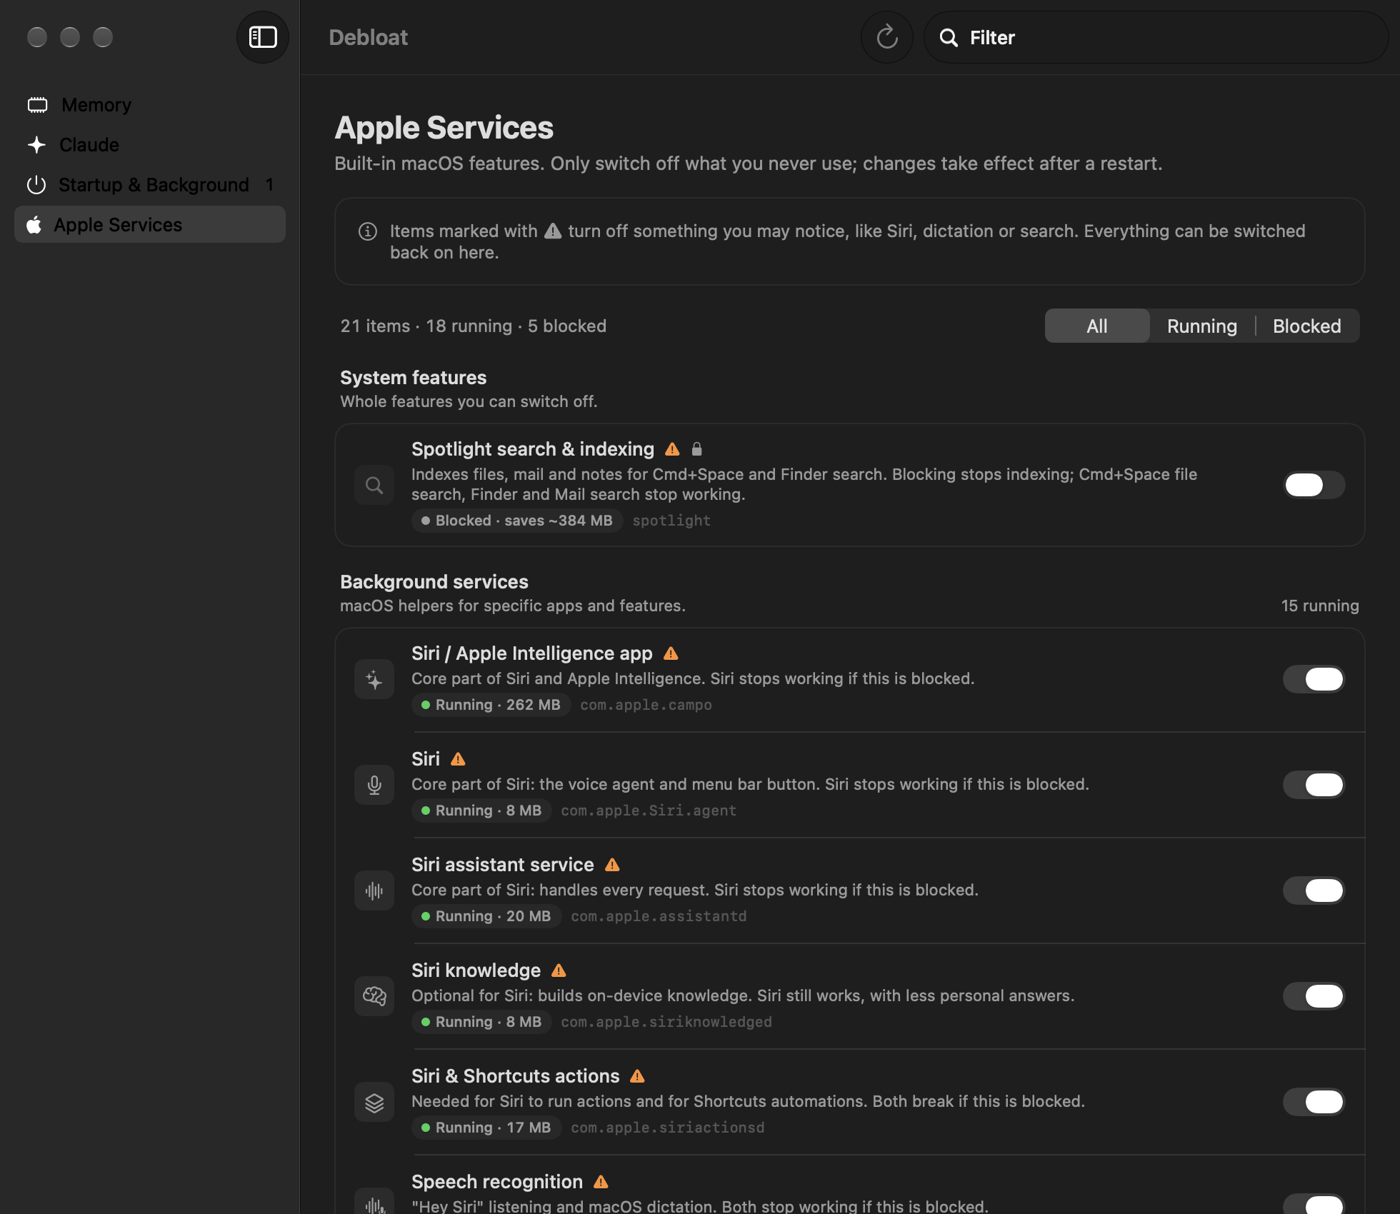 Debloat
Filter
Memory
Claude
Startup & Background 1
Apple Services
Apple Services
Built-in macOS features. Only switch off what you never use; changes take effect after a restart.
Items marked with ⚠ turn off something you may notice, like Siri, dictation or search. Everything can be switched
back on here.
21 items · 18 running · 5 blocked
All Running Blocked
System features
Whole features you can switch off.
Spotlight search & indexing
Indexes files, mail and notes for Cmd+Space and Finder search. Blocking stops indexing; Cmd+Space file
search, Finder and Mail search stop working.
Blocked · saves ~384 MB spotlight
Background services
macOS helpers for specific apps and features. 15 running
Siri / Apple Intelligence app
Core part of Siri and Apple Intelligence. Siri stops working if this is blocked.
Running · 262 MB com.apple.campo
Siri
Core part of Siri: the voice agent and menu bar button. Siri stops working if this is blocked.
Running · 8 MB com.apple.Siri.agent
Siri assistant service
Core part of Siri: handles every request. Siri stops working if this is blocked.
Running · 20 MB com.apple.assistantd
Siri knowledge
Optional for Siri: builds on-device knowledge. Siri still works, with less personal answers.
Running · 8 MB com.apple.siriknowledged
Siri & Shortcuts actions
Needed for Siri to run actions and for Shortcuts automations. Both break if this is blocked.
Running · 17 MB com.apple.siriactionsd
Speech recognition
"Hey Siri" listening and macOS dictation. Both stop working if this is blocked.